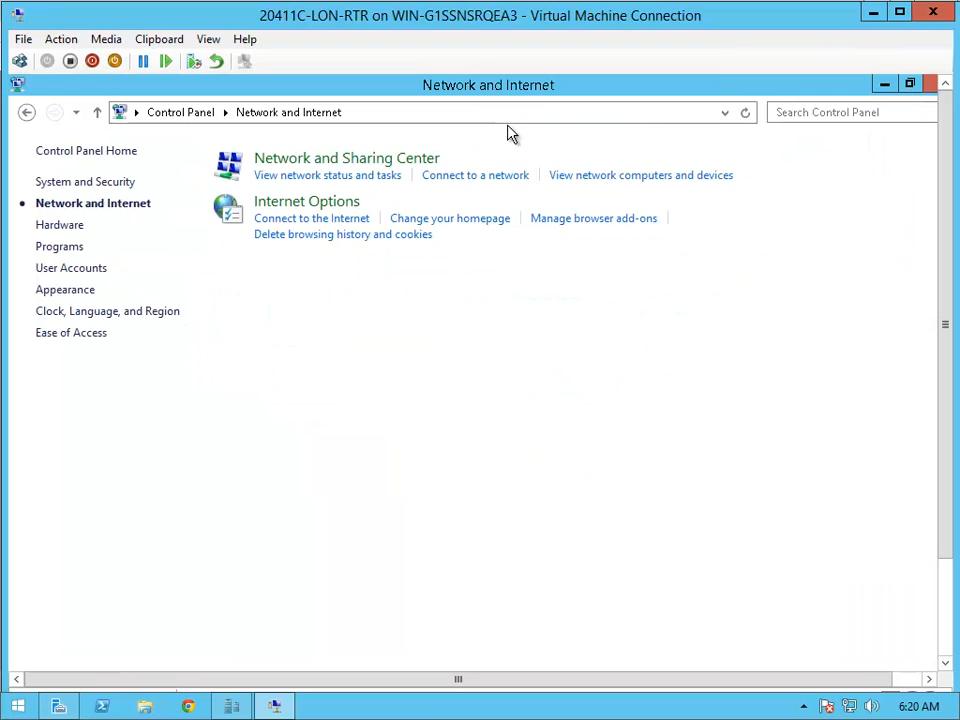 20411C-LON-RTR on WIN-G1SSNSRQEA3 - Virtual Machine Connection
File Action Media Clipboard View Help
Network and Internet
Control Panel Network and Internet Search Control Panel
Control Panel Home
System and Security
Network and Internet
Hardware
Programs
User Accounts
Appearance
Clock, Language, and Region
Ease of Access
Network and Sharing Center
View network status and tasks Connect to a network View network computers and devices
Internet Options
Connect to the Internet Change your homepage Manage browser add-ons
Delete browsing history and cookies
6:20 AM